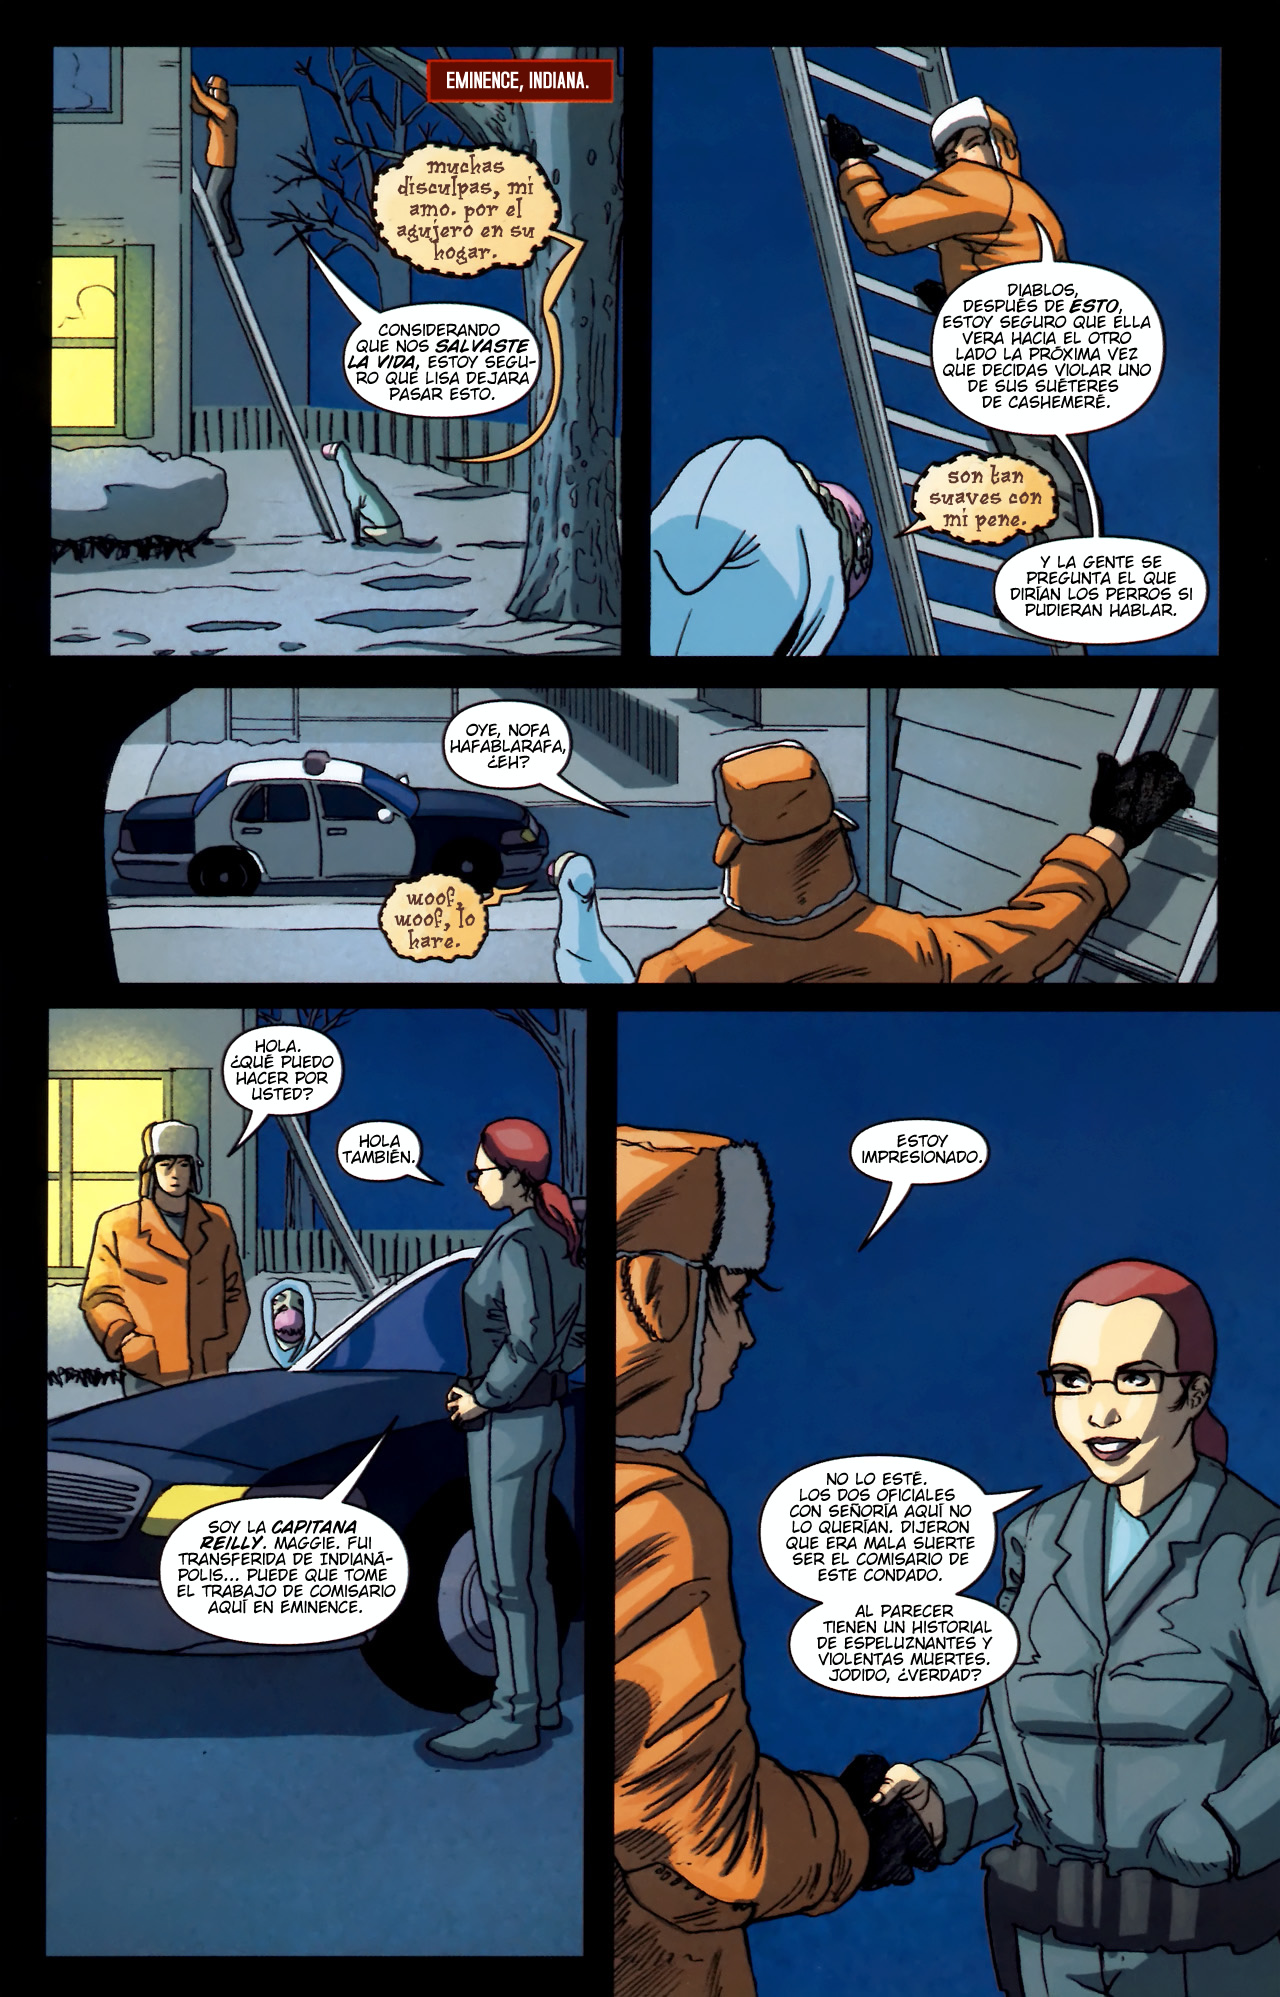 EMINENCE, INDIANA.
muchas
disculpas, mi
amo. por el
agujero en su
hogar.
CONSIDERANDO
QUE NOS SALVASTE
LA VIDA, ESTOY SEGU-
RO QUE LISA DEJARA
PASAR ESTO.
DIABLOS,
DESPUÉS DE ESTO,
ESTOY SEGURO QUE ELLA
VERA HACIA EL OTRO
LADO LA PRÓXIMA VEZ
QUE DECIDAS VIOLAR UNO
DE SUS SUÉTERES
DE CASHEMERÉ.
son tan
suaves con
mi pene.
Y LA GENTE SE
PREGUNTA EL QUE
DIRÍAN LOS PERROS SI
PUDIERAN HABLAR.
OYE, NOFA
HAFABLARAFA,
¿EH?
woof,
woof, lo
hare.
HOLA.
¿QUÉ PUEDO
HACER POR
USTED?
HOLA
TAMBIÉN.
SOY LA CAPITANA
REILLY. MAGGIE. FUI
TRANSFERIDA DE INDIANÁ-
POLIS... PUEDE QUE TOME
EL TRABAJO DE COMISARIO
AQUÍ EN EMINENCE.
ESTOY
IMPRESIONADO.
NO LO ESTÉ.
LOS DOS OFICIALES
CON SEÑORÍA AQUÍ NO
LO QUERÍAN. DIJERON
QUE ERA MALA SUERTE
SER EL COMISARIO DE
ESTE CONDADO.
AL PARECER
TIENEN UN HISTORIAL
DE ESPELUZNANTES Y
VIOLENTAS MUERTES.
JODIDO, ¿VERDAD?